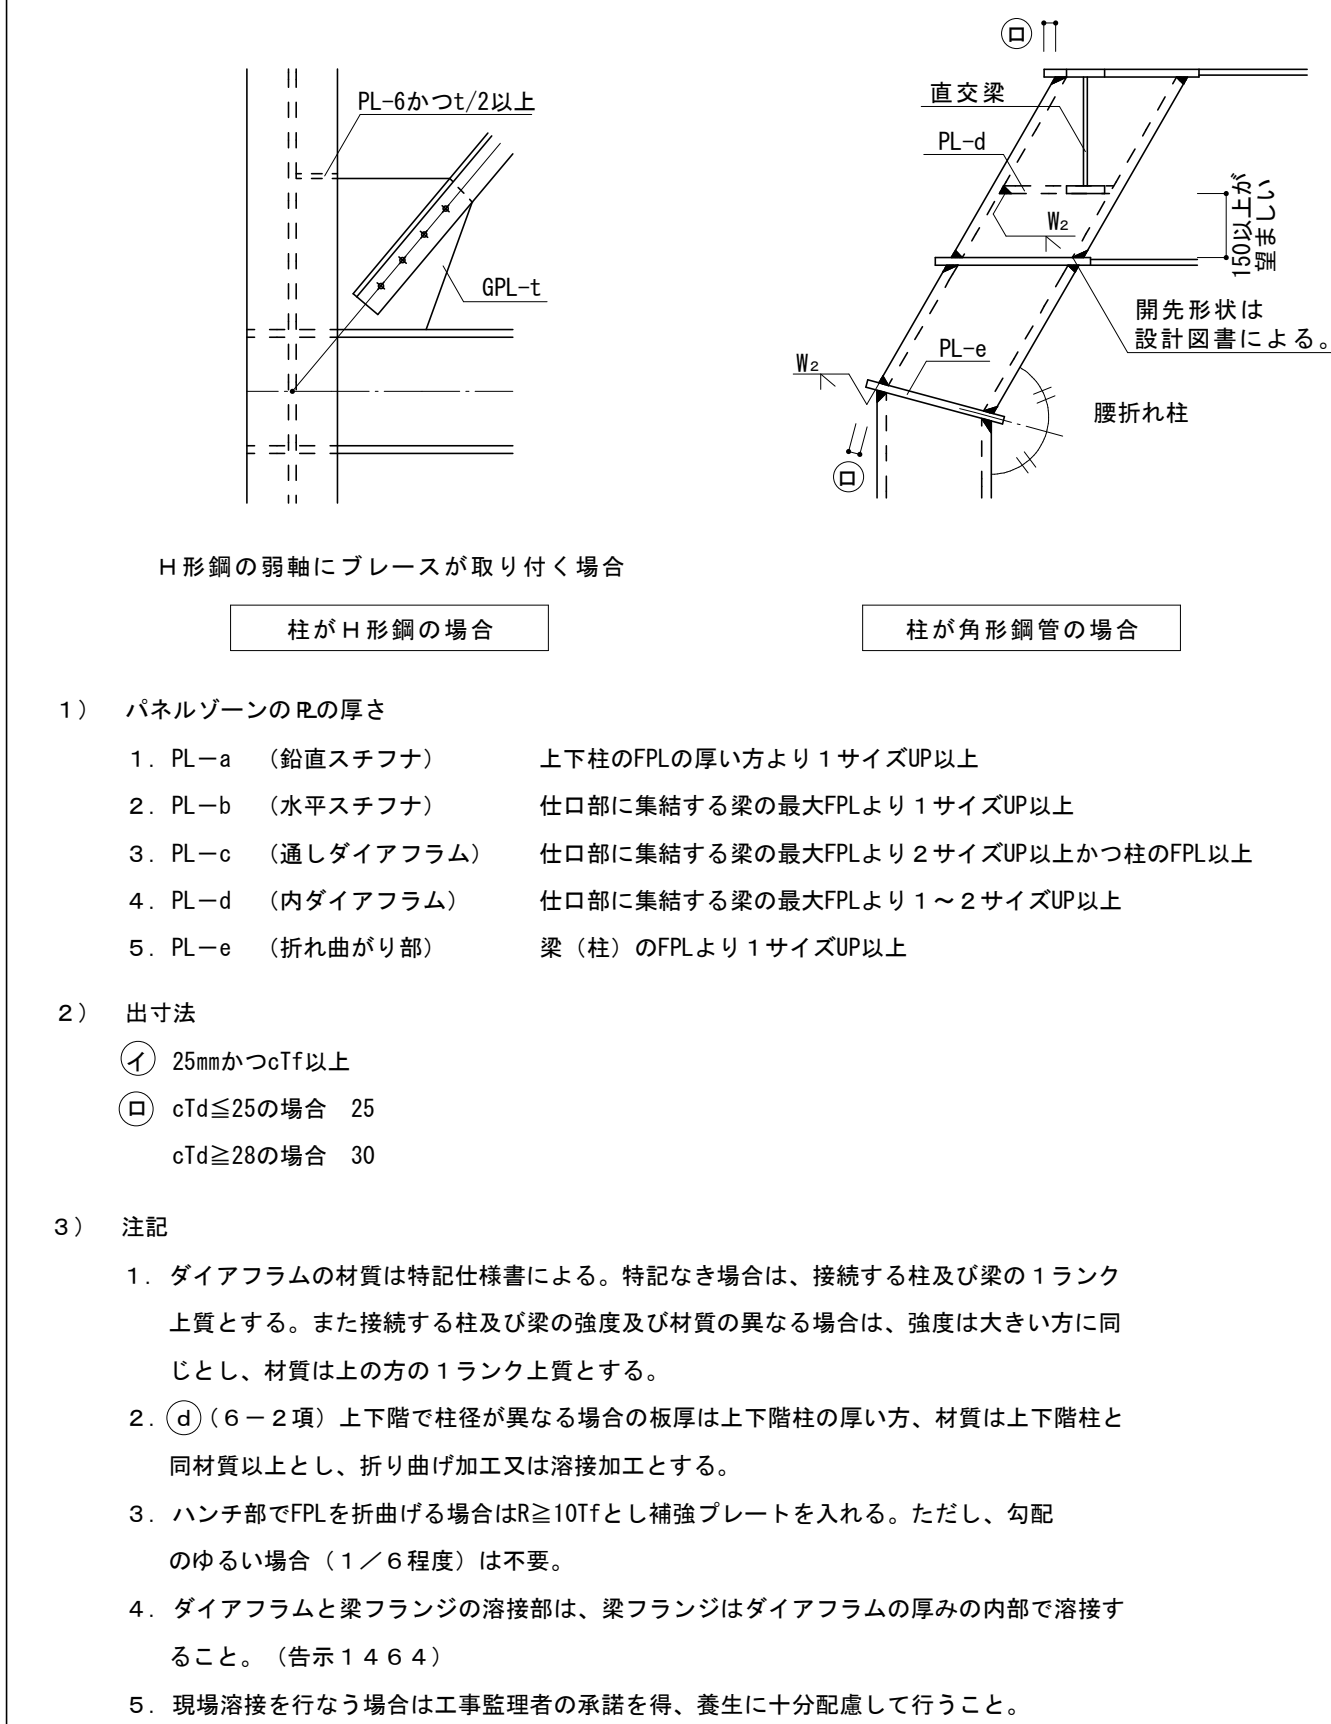 PL-6かつt/2以上
GPL-t
H形鋼の弱軸にブレースが取り付く場合
柱がH形鋼の場合
ロ
直交梁
PL-d
W2
150以上が
望ましい
開先形状は
設計図書による。
PL-e
W2
腰折れ柱
ロ
柱が角形鋼管の場合
1） パネルゾーンのPLの厚さ
1. PL－a （鉛直スチフナ） 上下柱のFPLの厚い方より1サイズUP以上
2. PL－b （水平スチフナ） 仕口部に集結する梁の最大FPLより1サイズUP以上
3. PL－c （通しダイアフラム） 仕口部に集結する梁の最大FPLより2サイズUP以上かつ柱のFPL以上
4. PL－d （内ダイアフラム） 仕口部に集結する梁の最大FPLより1～2サイズUP以上
5. PL－e （折れ曲がり部） 梁（柱）のFPLより1サイズUP以上
2） 出寸法
イ 25mmかつcTf以上
ロ cTd≦25の場合 25
cTd≧28の場合 30
3） 注記
1. ダイアフラムの材質は特記仕様書による。特記なき場合は、接続する柱及び梁の1ランク
上質とする。また接続する柱及び梁の強度及び材質の異なる場合は、強度は大きい方に同
じとし、材質は上の方の1ランク上質とする。
2. d（6－2項）上下階で柱径が異なる場合の板厚は上下階柱の厚い方、材質は上下階柱と
同材質以上とし、折り曲げ加工又は溶接加工とする。
3. ハンチ部でFPLを折曲げる場合はR≧10Tfとし補強プレートを入れる。ただし、勾配
のゆるい場合（1／6程度）は不要。
4. ダイアフラムと梁フランジの溶接部は、梁フランジはダイアフラムの厚みの内部で溶接す
ること。（告示1464）
5. 現場溶接を行なう場合は工事監理者の承諾を得、養生に十分配慮して行うこと。